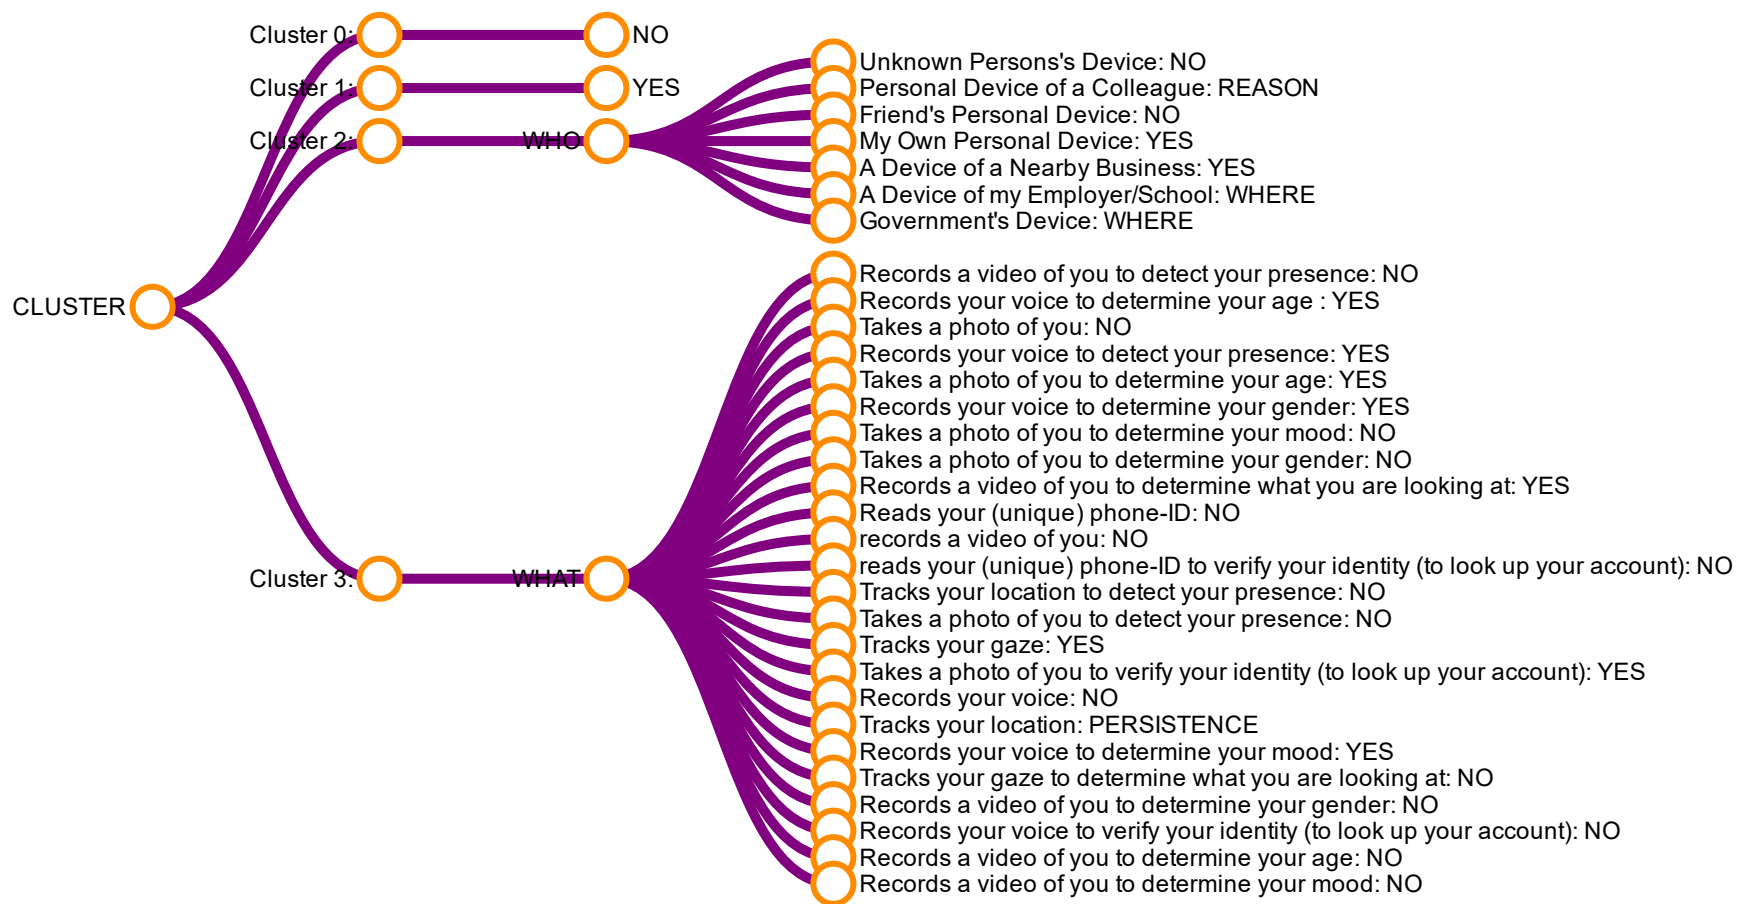 Cluster 0:
NO
Cluster 1:
YES
Cluster 2:
WHO
Unknown Persons's Device: NO
Personal Device of a Colleague: REASON
Friend's Personal Device: NO
My Own Personal Device: YES
A Device of a Nearby Business: YES
A Device of my Employer/School: WHERE
Government's Device: WHERE
CLUSTER
Cluster 3:
WHAT
Records a video of you to detect your presence: NO
Records your voice to determine your age : YES
Takes a photo of you: NO
Records your voice to detect your presence: YES
Takes a photo of you to determine your age: YES
Records your voice to determine your gender: YES
Takes a photo of you to determine your mood: NO
Takes a photo of you to determine your gender: NO
Records a video of you to determine what you are looking at: YES
Reads your (unique) phone-ID: NO
records a video of you: NO
reads your (unique) phone-ID to verify your identity (to look up your account): NO
Tracks your location to detect your presence: NO
Takes a photo of you to detect your presence: NO
Tracks your gaze: YES
Takes a photo of you to verify your identity (to look up your account): YES
Records your voice: NO
Tracks your location: PERSISTENCE
Records your voice to determine your mood: YES
Tracks your gaze to determine what you are looking at: NO
Records a video of you to determine your gender: NO
Records your voice to verify your identity (to look up your account): NO
Records a video of you to determine your age: NO
Records a video of you to determine your mood: NO